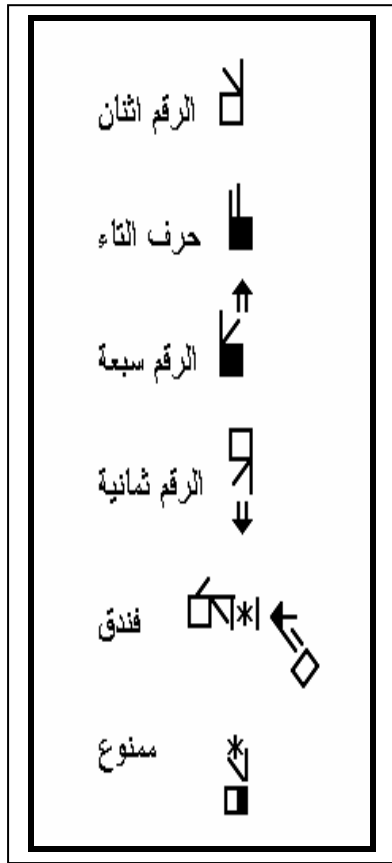 الرقم اثنان
حرف التاء
الرقم سبعة
الرقم ثمانية
فندق
ممنوع